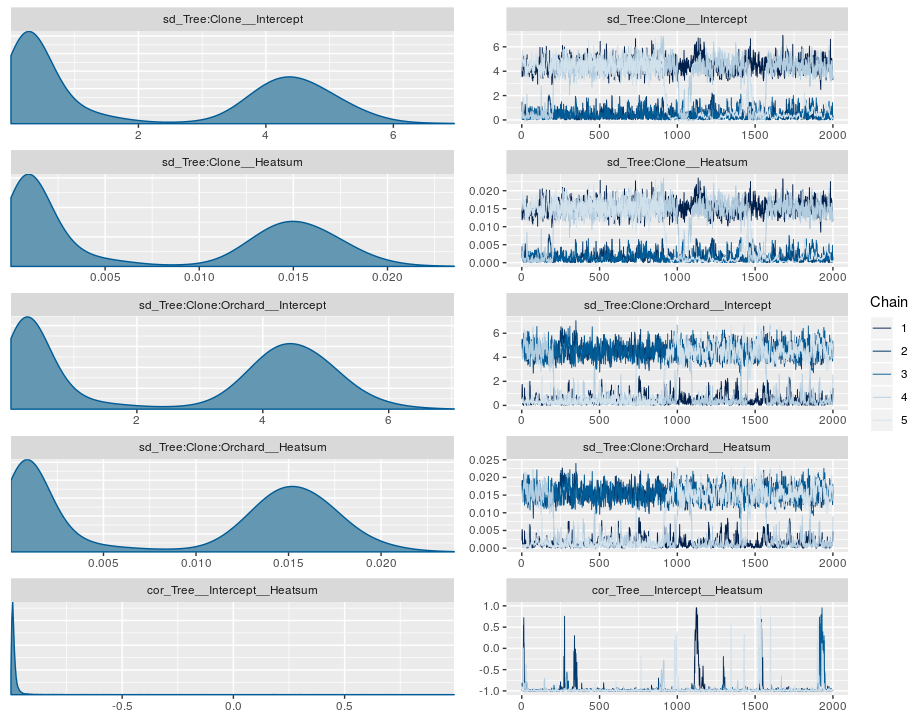 sd_Tree:Clone__Intercept
2 4 6
sd_Tree:Clone__Intercept
6
4
2
0
0 500 1000 1500 2000
sd_Tree:Clone__Heatsum
0.005 0.010 0.015 0.020
sd_Tree:Clone__Heatsum
0.020
0.015
0.010
0.005
0.000
0 500 1000 1500 2000
sd_Tree:Clone:Orchard__Intercept
2 4 6
sd_Tree:Clone:Orchard__Intercept
6
4
2
0
0 500 1000 1500 2000
sd_Tree:Clone:Orchard__Heatsum
0.005 0.010 0.015 0.020
sd_Tree:Clone:Orchard__Heatsum
0.025
0.020
0.015
0.010
0.005
0.000
0 500 1000 1500 2000
cor_Tree__Intercept__Heatsum
-0.5 0.0 0.5
cor_Tree__Intercept__Heatsum
1.0
0.5
0.0
-0.5
-1.0
0 500 1000 1500 2000
Chain
1
2
3
4
5